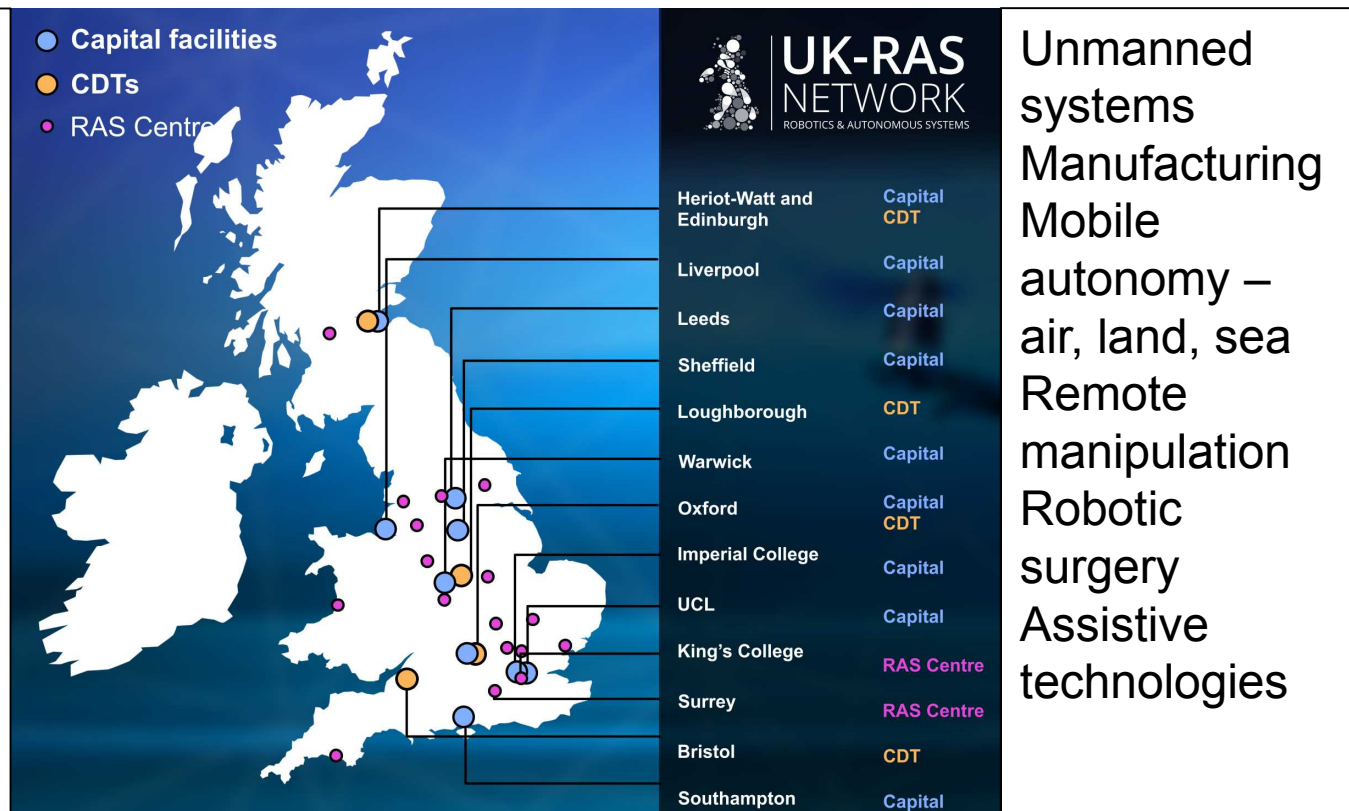 Capital facilities
CDTs
RAS Centre
UK-RAS
NETWORK
ROBOTICS & AUTONOMOUS SYSTEMS
Heriot-Watt and
Edinburgh
Capital
CDT
Liverpool
Capital
Leeds
Capital
Sheffield
Capital
Loughborough
CDT
Warwick
Capital
Oxford
Capital
CDT
Imperial College
Capital
UCL
Capital
King's College
RAS Centre
Surrey
RAS Centre
Bristol
CDT
Southampton
Capital
Unmanned
systems
Manufacturing
Mobile
autonomy –
air, land, sea
Remote
manipulation
Robotic
surgery
Assistive
technologies